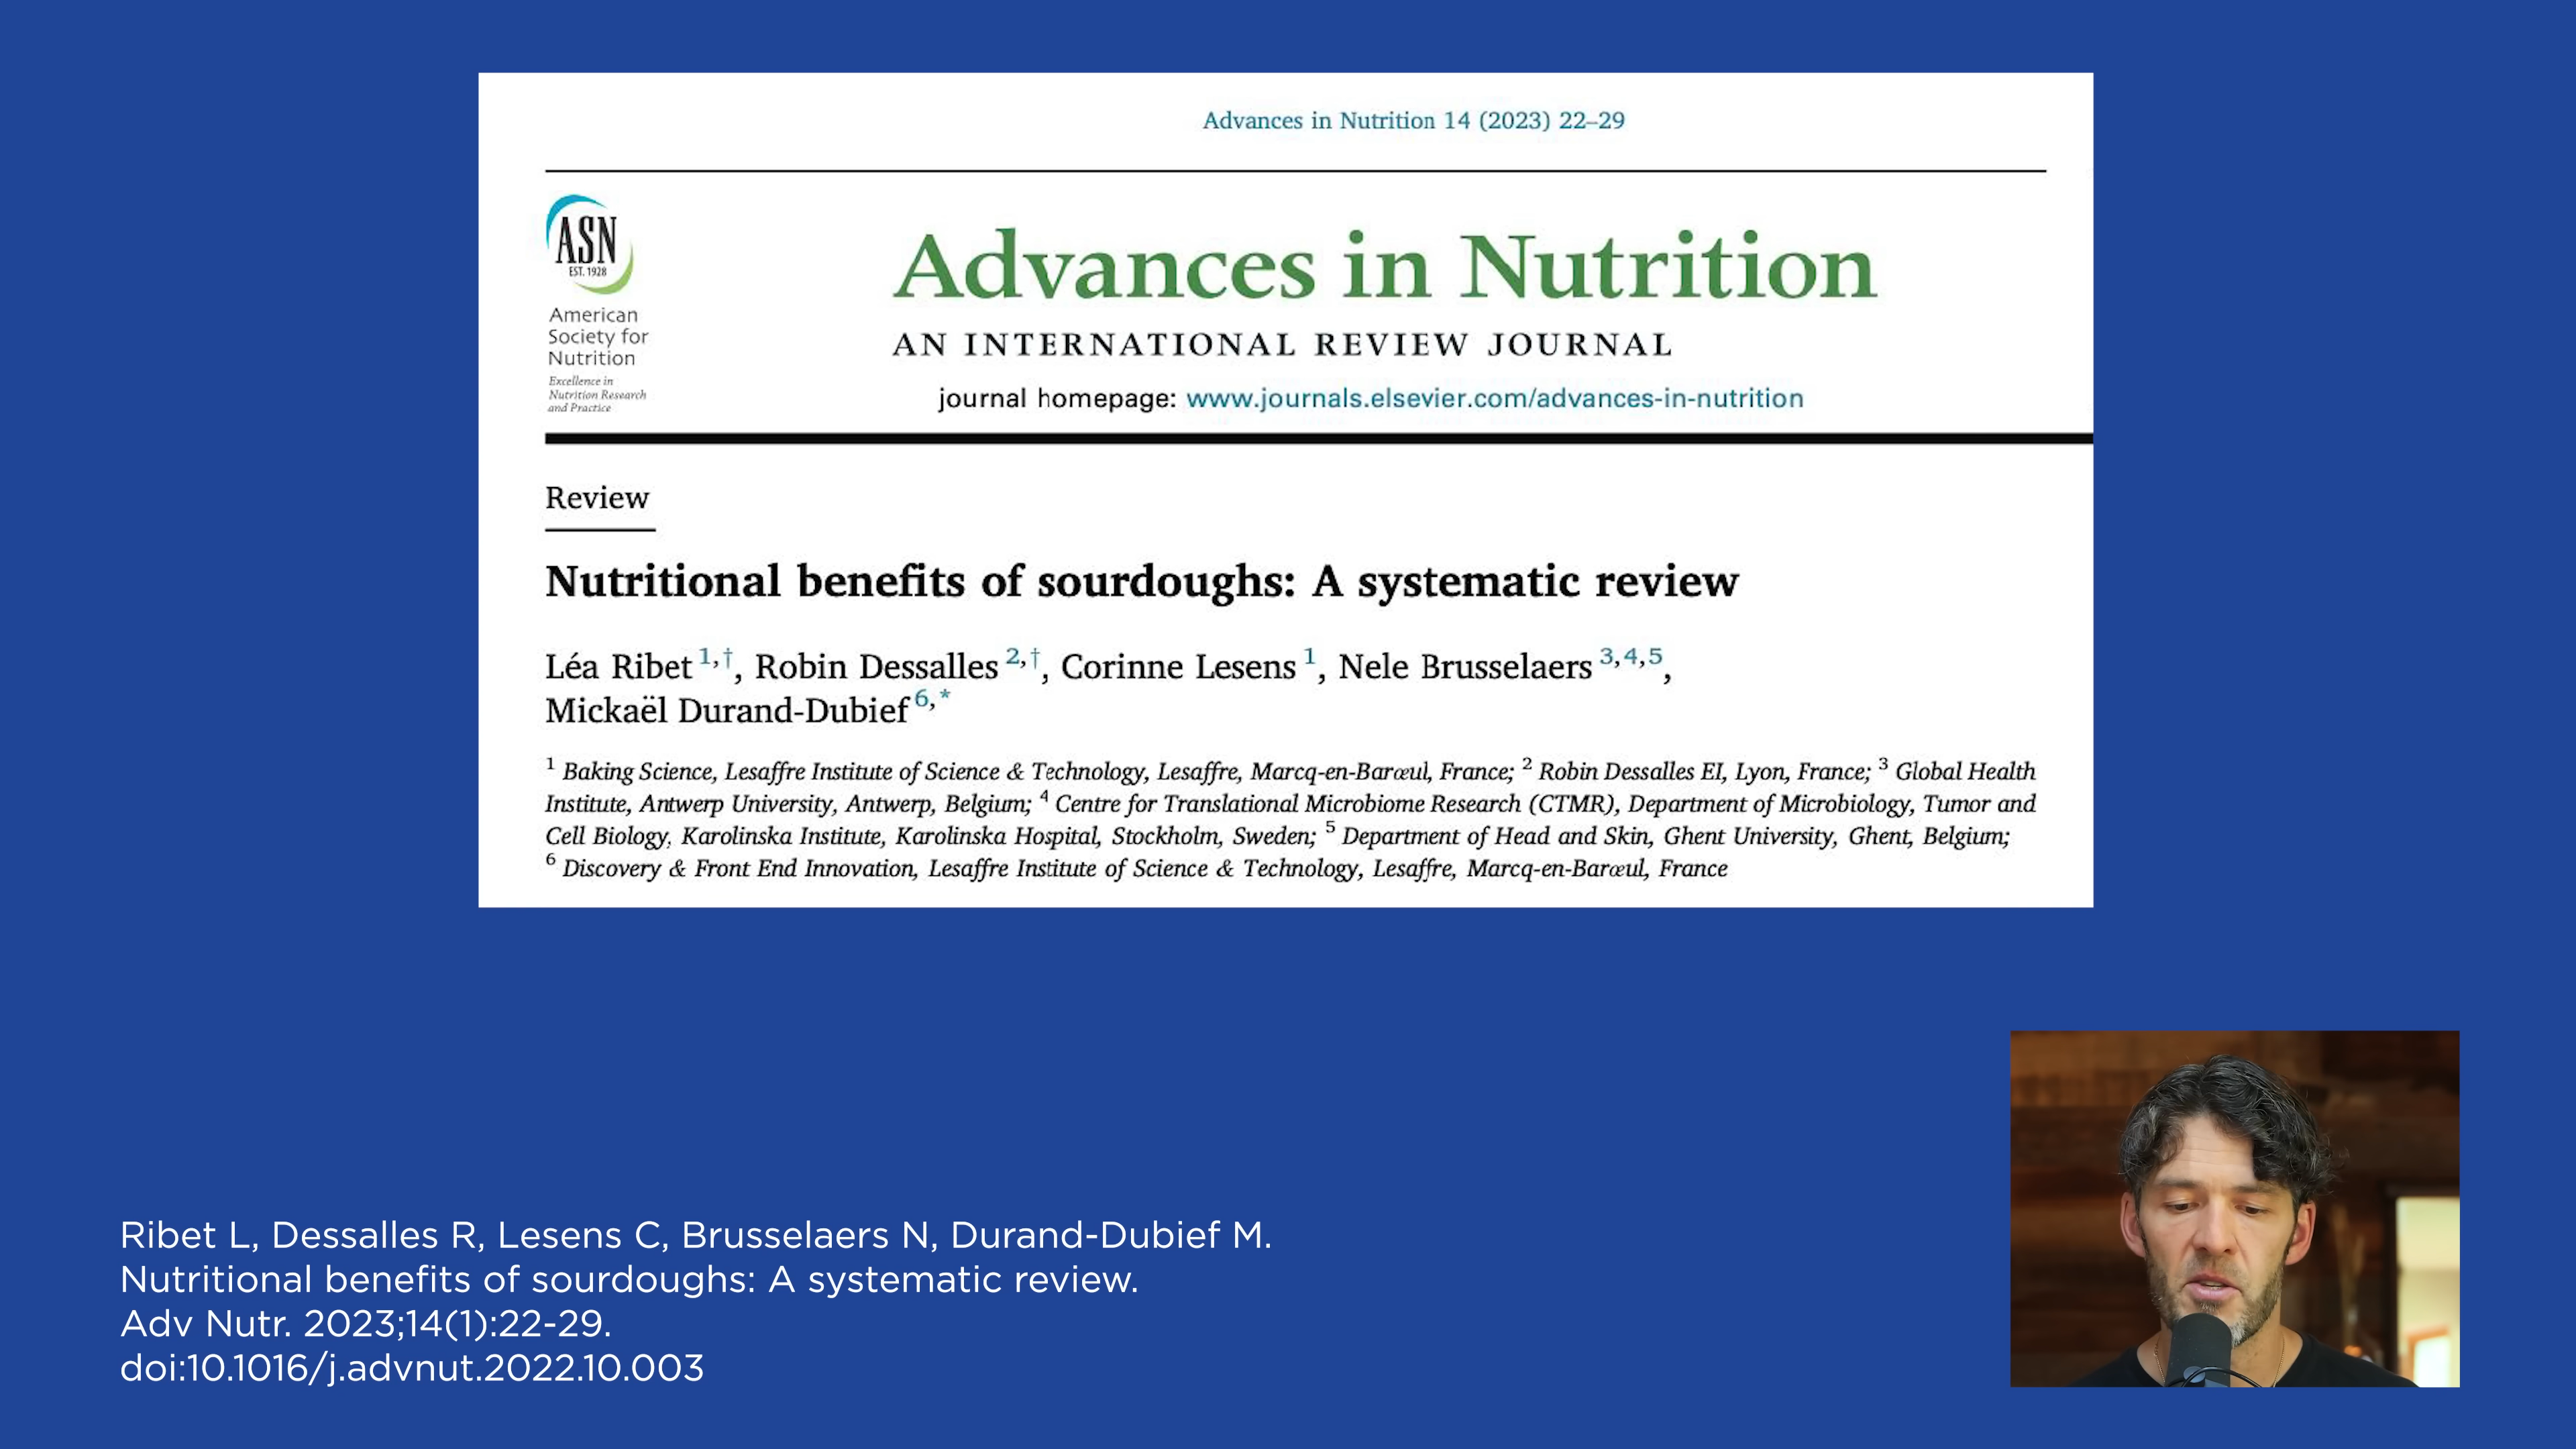 Advances in Nutrition 14 (2023) 22–29
ASN
EST. 1928
American
Society for
Nutrition
Excellence in
Nutrition Research
and Practice
Advances in Nutrition
AN INTERNATIONAL REVIEW JOURNAL
journal homepage: www.journals.elsevier.com/advances-in-nutrition
Review
Nutritional benefits of sourdoughs: A systematic review
Léa Ribet 1,†, Robin Dessalles 2,†, Corinne Lesens 1, Nele Brusselaers 3,4,5,
Mickaël Durand-Dubief 6,*
1 Baking Science, Lesaffre Institute of Science & Technology, Lesaffre, Marcq-en-Barœul, France; 2 Robin Dessalles EI, Lyon, France; 3 Global Health
Institute, Antwerp University, Antwerp, Belgium; 4 Centre for Translational Microbiome Research (CTMR), Department of Microbiology, Tumor and
Cell Biology, Karolinska Institute, Karolinska Hospital, Stockholm, Sweden; 5 Department of Head and Skin, Ghent University, Ghent, Belgium;
6 Discovery & Front End Innovation, Lesaffre Institute of Science & Technology, Lesaffre, Marcq-en-Barœul, France
Ribet L, Dessalles R, Lesens C, Brusselaers N, Durand-Dubief M.
Nutritional benefits of sourdoughs: A systematic review.
Adv Nutr. 2023;14(1):22-29.
doi:10.1016/j.advnut.2022.10.003